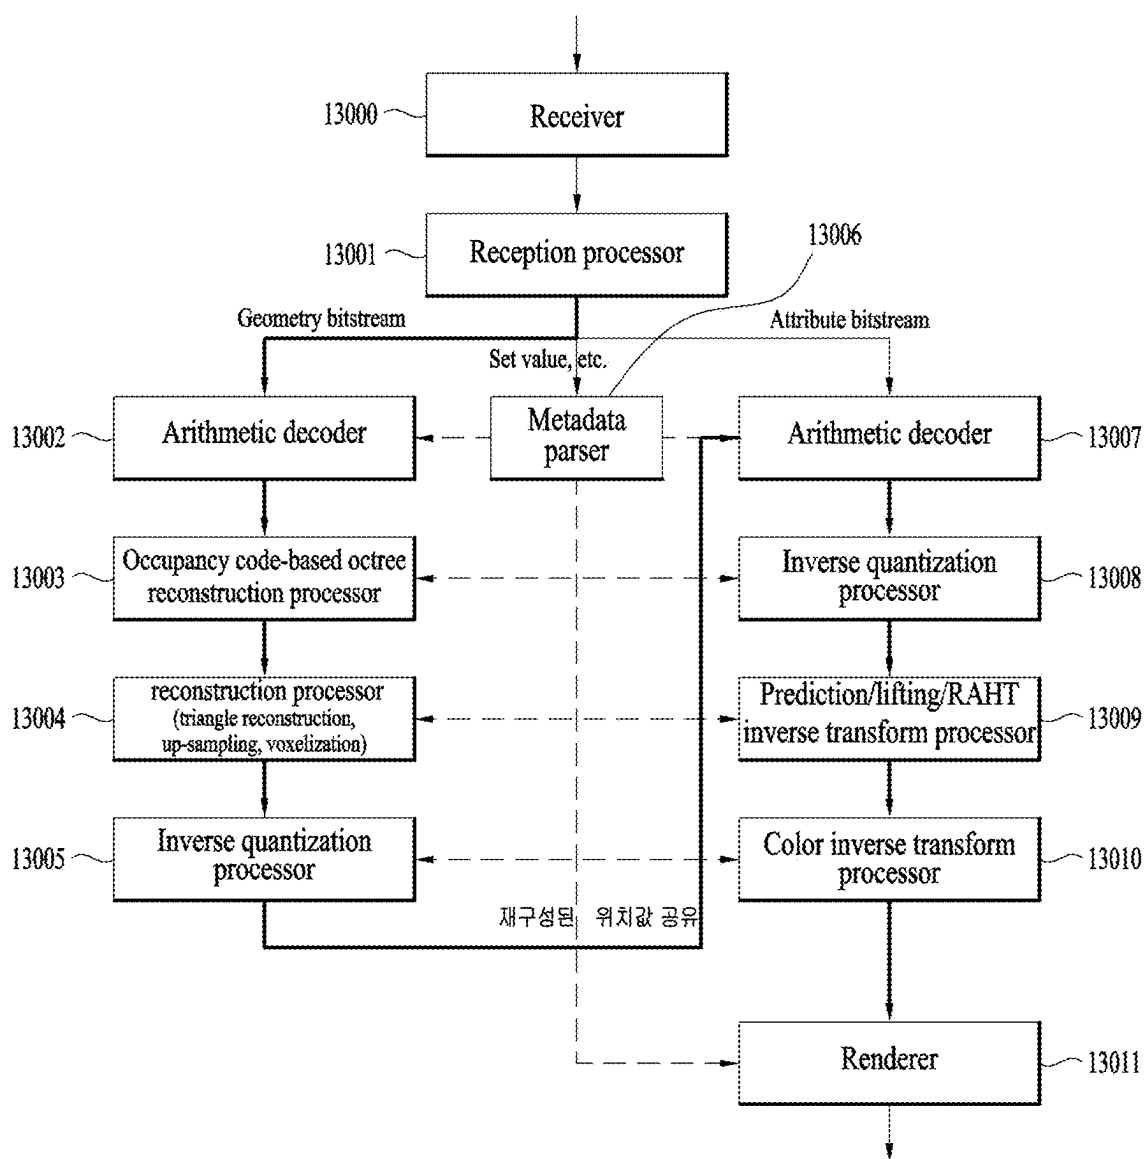 13000
Receiver
13001
Reception processor
13006
Geometry bitstream
Attribute bitstream
Set value, etc.
13002
Arithmetic decoder
Metadata
parser
Arithmetic decoder
13007
13003
Occupancy code-based octree
reconstruction processor
Inverse quantization
processor
13008
13004
reconstruction processor
(triangle reconstruction,
up-sampling, voxelization)
Prediction/lifting/RAHT
inverse transform processor
13009
13005
Inverse quantization
processor
Color inverse transform
processor
13010
재구성된 위치값 공유
Renderer
13011